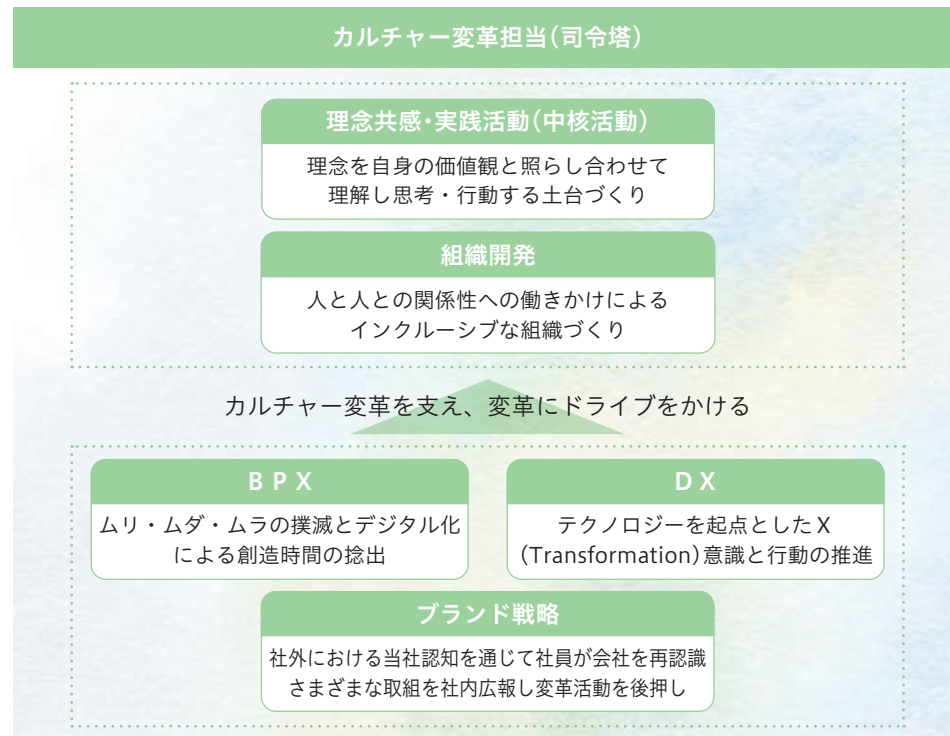 カルチャー変革担当(司令塔)
理念共感・実践活動(中核活動)
理念を自身の価値観と照らし合わせて
理解し思考・行動する土台づくり
組織開発
人と人との関係性への働きかけによる
インクルーシブな組織づくり
カルチャー変革を支え、変革にドライブをかける
BPX
ムリ・ムダ・ムラの撲滅とデジタル化
による創造時間の捻出
DX
テクノロジーを起点としたX
(Transformation)意識と行動の推進
ブランド戦略
社外における当社認知を通じて社員が会社を再認識
さまざまな取組を社内広報し変革活動を後押し